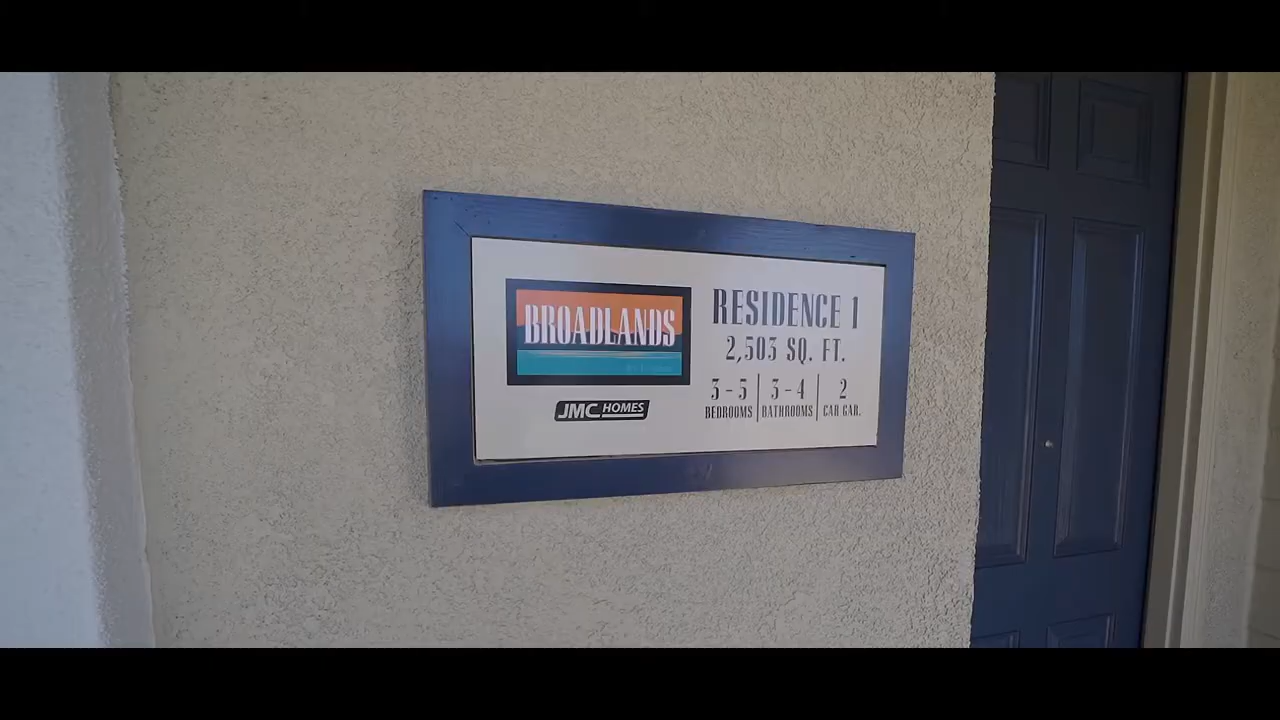 BROADLANDS
JMC HOMES
RESIDENCE 1
2,503 SQ. FT.
3-5 BEDROOMS
3-4 BATHROOMS
2 CAR GAR.